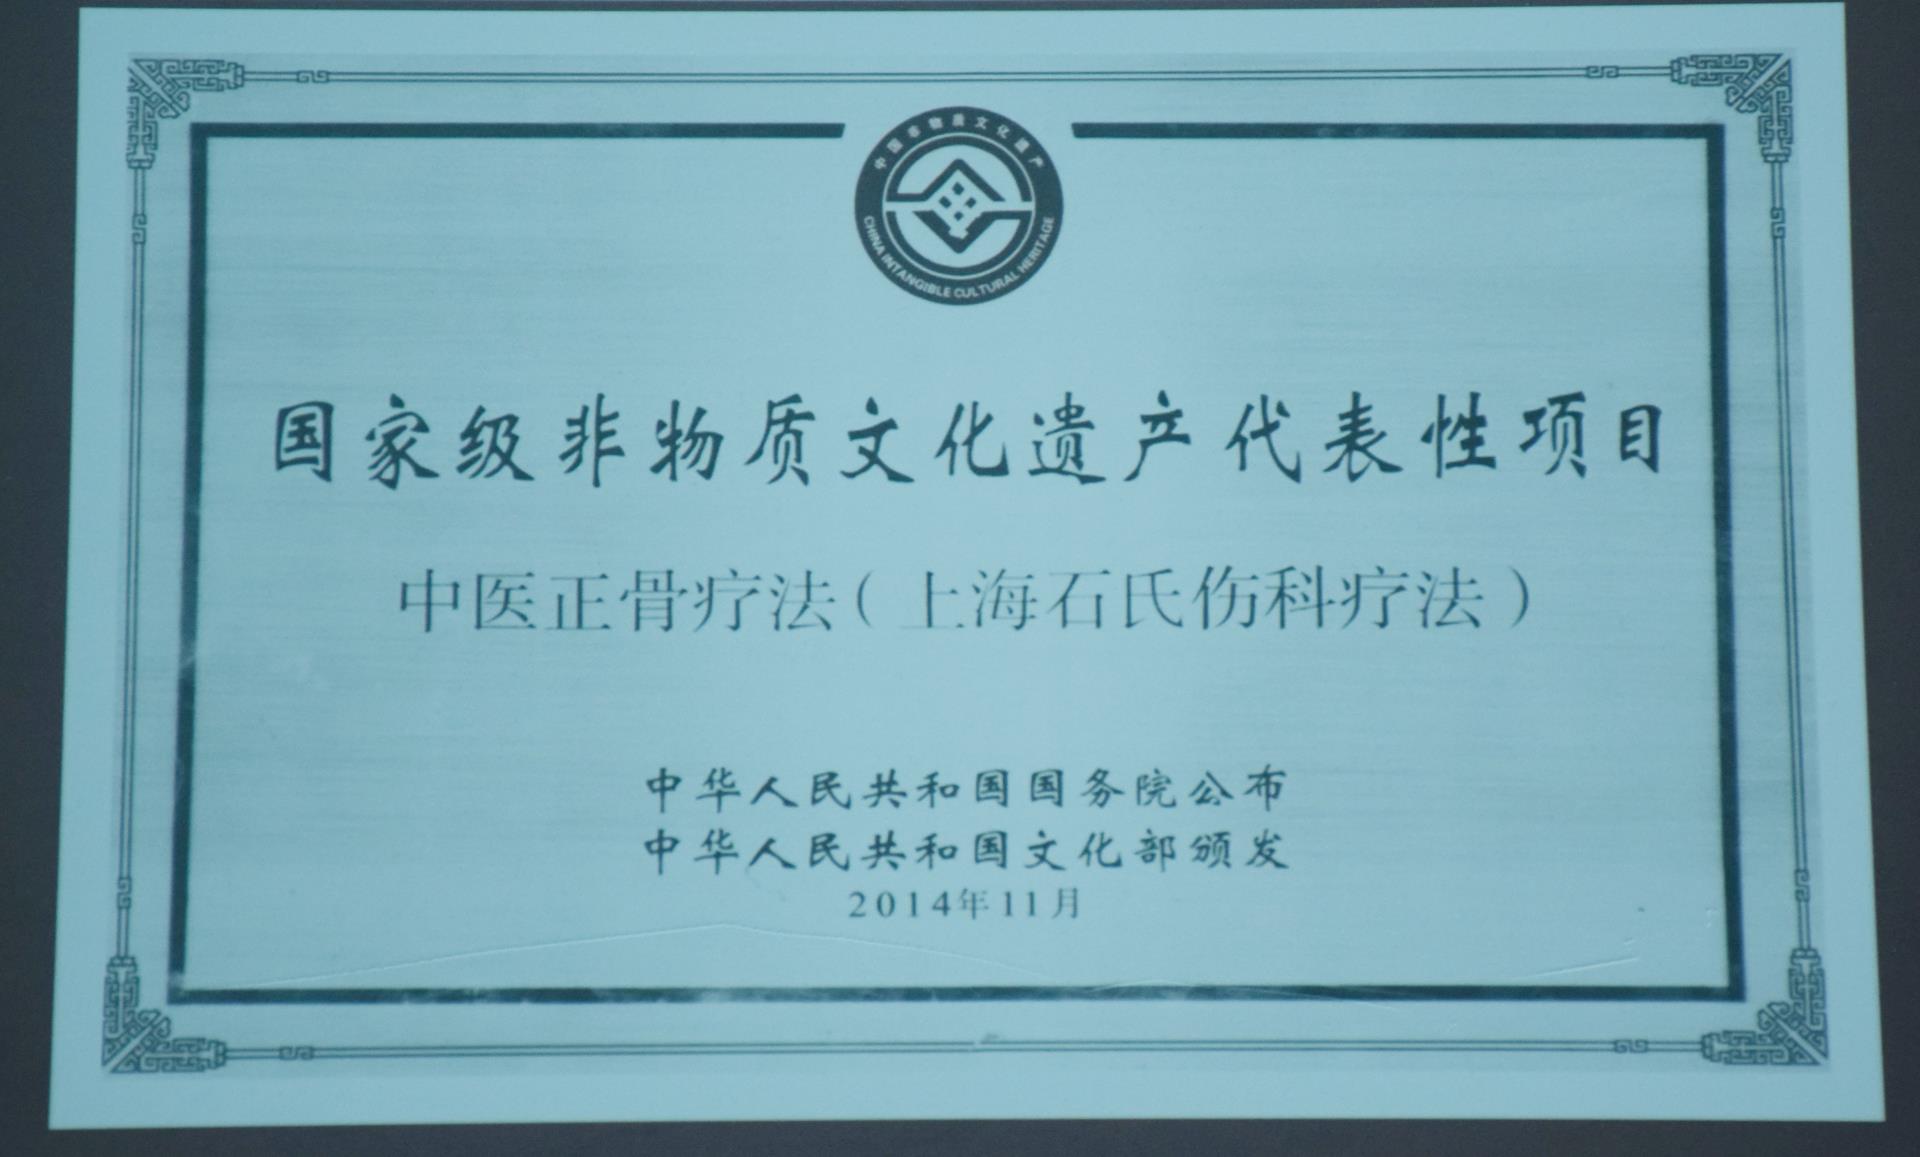 中国非物质文化遗产
CHINA INTANGIBLE CULTURAL HERITAGE
国家级非物质文化遗产代表性项目
中医正骨疗法（上海石氏伤科疗法）
中华人民共和国国务院公布
中华人民共和国文化部颁发
2014年11月